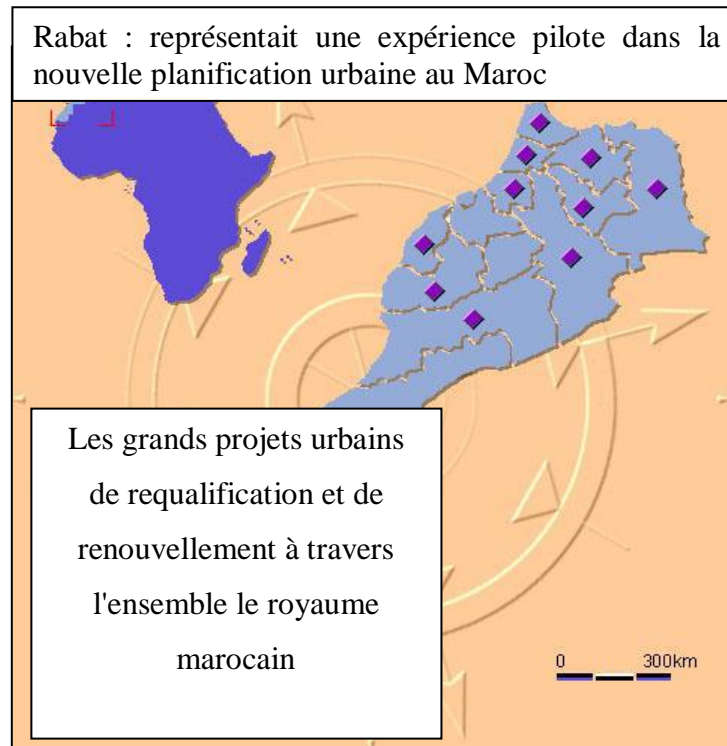 Rabat : représentait une expérience pilote dans la
nouvelle planification urbaine au Maroc
Les grands projets urbains
de requalification et de
renouvellement à travers
l'ensemble le royaume
marocain
0 300km